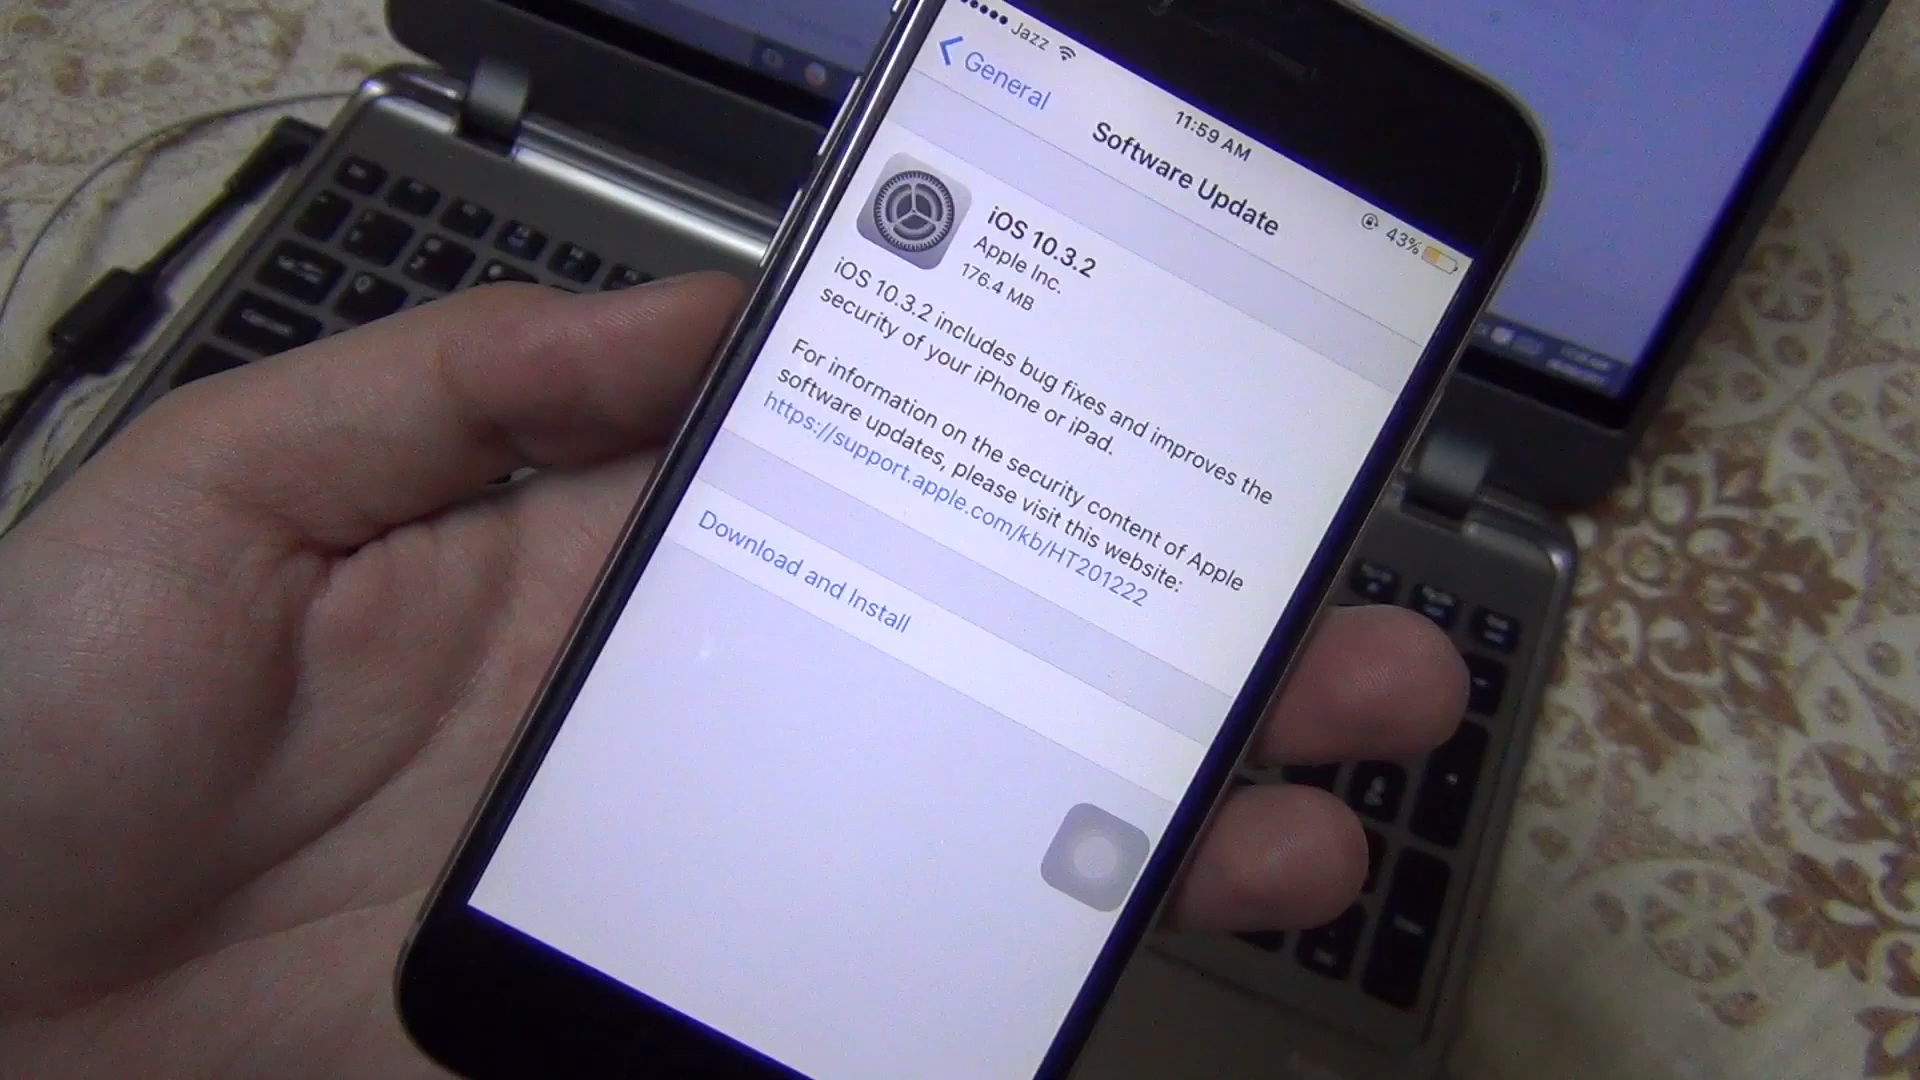 Jazz
11:59 AM
43%
General
Software Update
iOS 10.3.2
Apple Inc.
176.4 MB
iOS 10.3.2 includes bug fixes and improves the
security of your iPhone or iPad.
For information on the security content of Apple
software updates, please visit this website:
https://support.apple.com/kb/HT201222
Download and Install